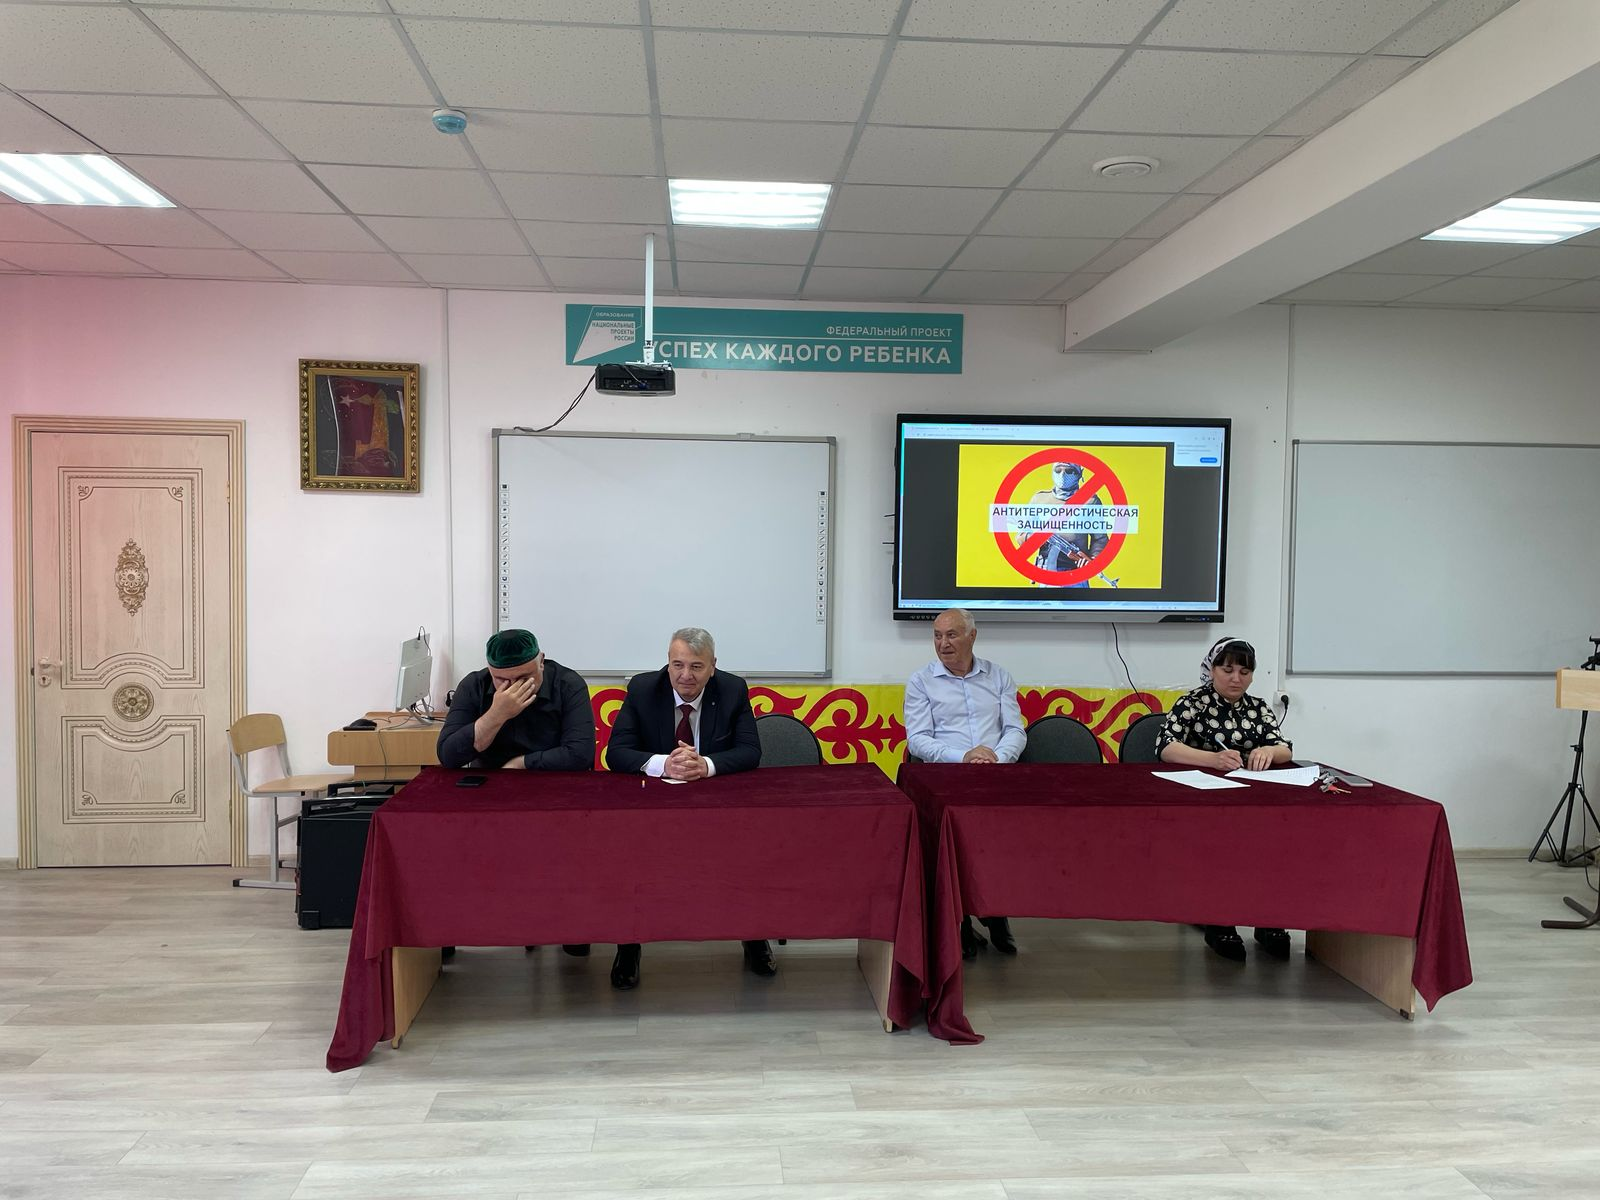 ОБРАЗОВАНИЕ
НАЦИОНАЛЬНЫЕ
ПРОЕКТЫ
РОССИИ
ФЕДЕРАЛЬНЫЙ ПРОЕКТ
УСПЕХ КАЖДОГО РЕБЕНКА
АНТИТЕРРОРИСТИЧЕСКАЯ
ЗАЩИЩЕННОСТЬ